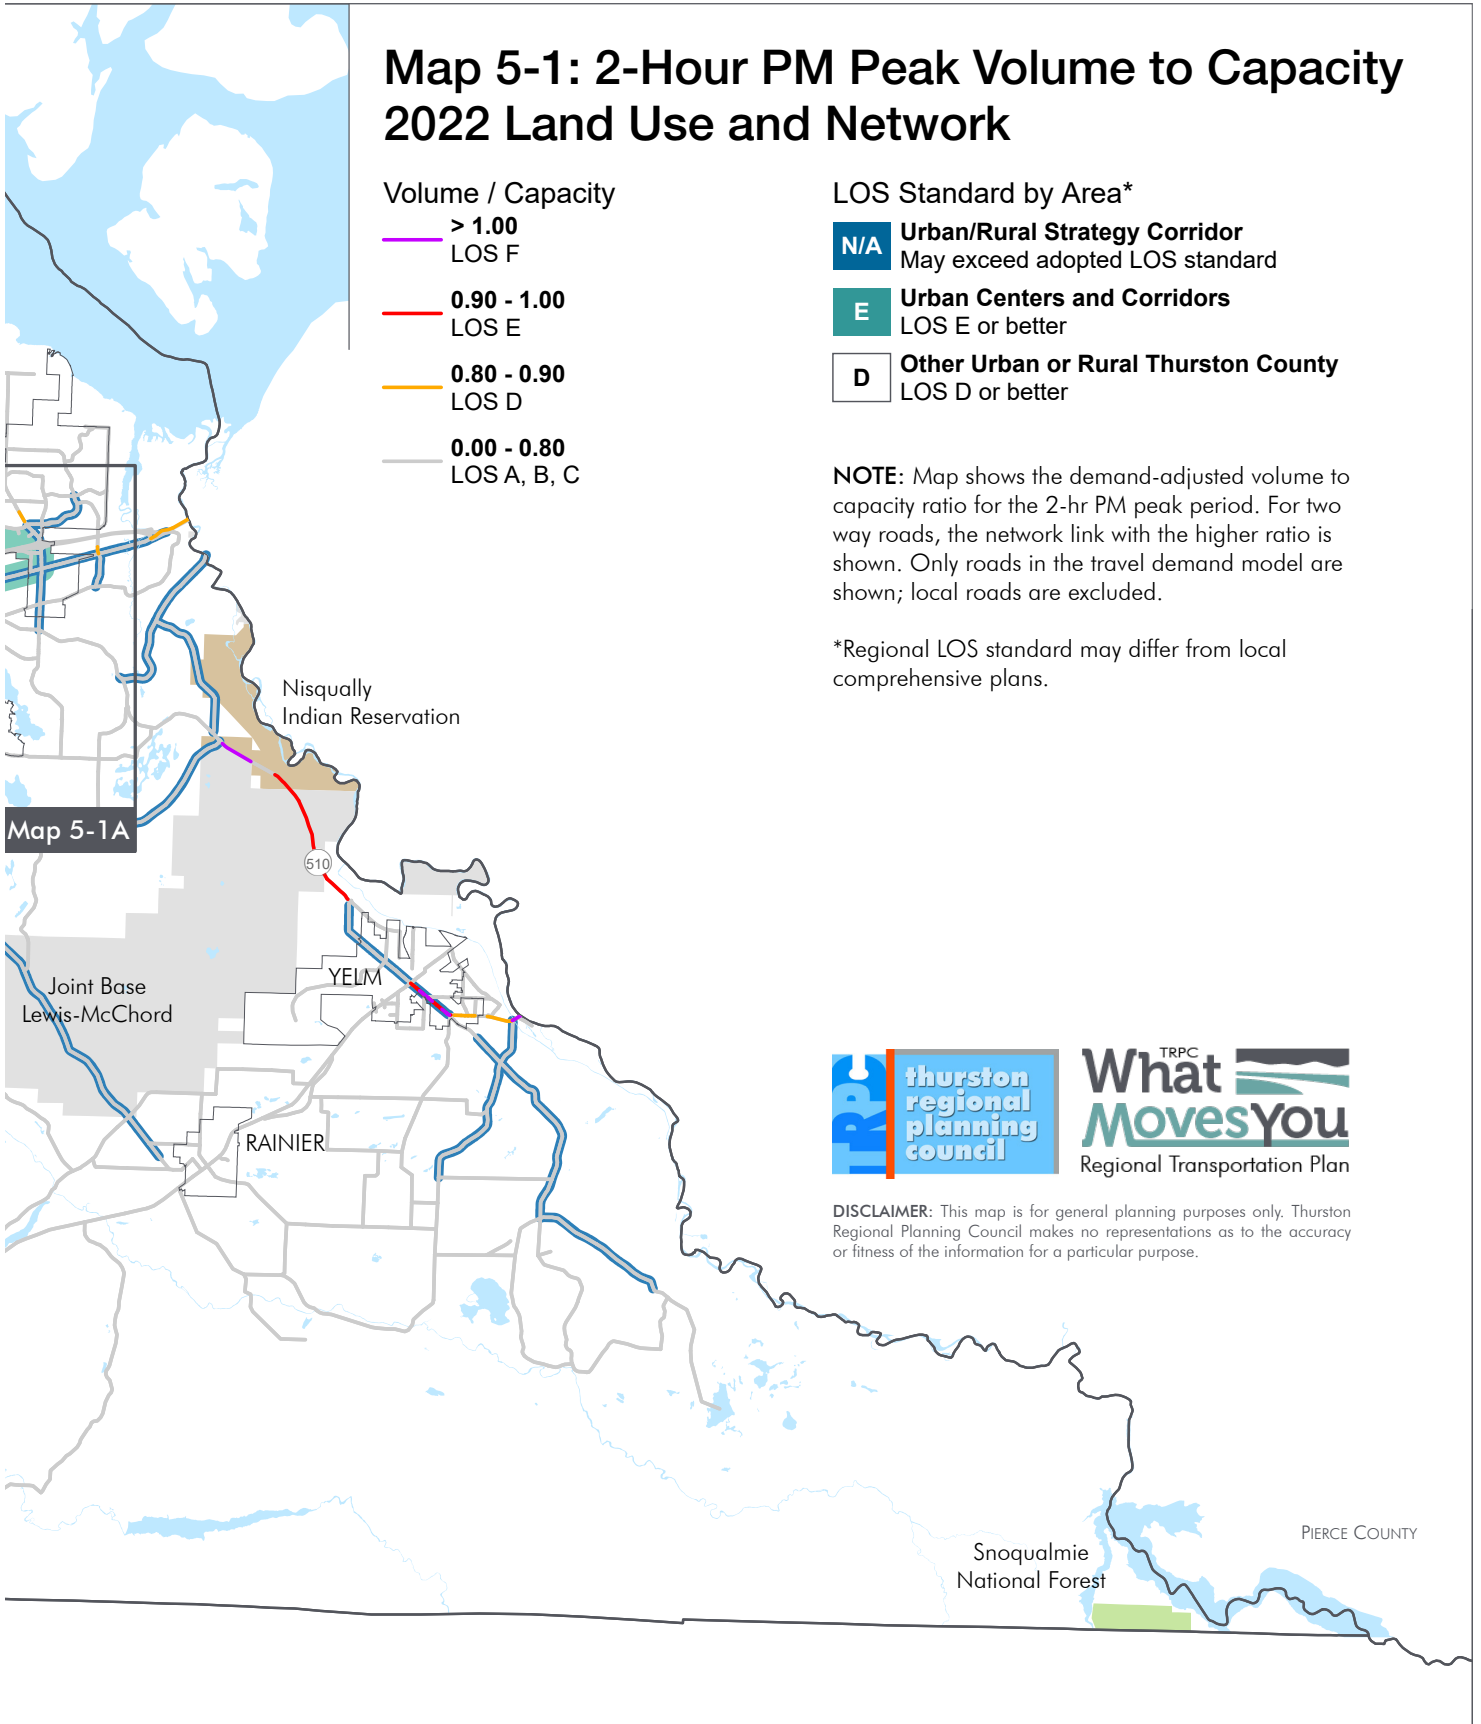 Map 5-1: 2-Hour PM Peak Volume to Capacity
2022 Land Use and Network
Volume / Capacity
> 1.00
LOS F
0.90 - 1.00
LOS E
0.80 - 0.90
LOS D
0.00 - 0.80
LOS A, B, C
LOS Standard by Area*
N/A
Urban/Rural Strategy Corridor
May exceed adopted LOS standard
E
Urban Centers and Corridors
LOS E or better
D
Other Urban or Rural Thurston County
LOS D or better
NOTE: Map shows the demand-adjusted volume to
capacity ratio for the 2-hr PM peak period. For two
way roads, the network link with the higher ratio is
shown. Only roads in the travel demand model are
shown; local roads are excluded.
*Regional LOS standard may differ from local
comprehensive plans.
Nisqually
Indian Reservation
Map 5-1A
510
YELM
Joint Base
Lewis-McChord
RAINIER
TRPC
thurston
regional
planning
council
TRPC
What
MovesYou
Regional Transportation Plan
DISCLAIMER: This map is for general planning purposes only. Thurston
Regional Planning Council makes no representations as to the accuracy
or fitness of the information for a particular purpose.
PIERCE COUNTY
Snoqualmie
National Forest